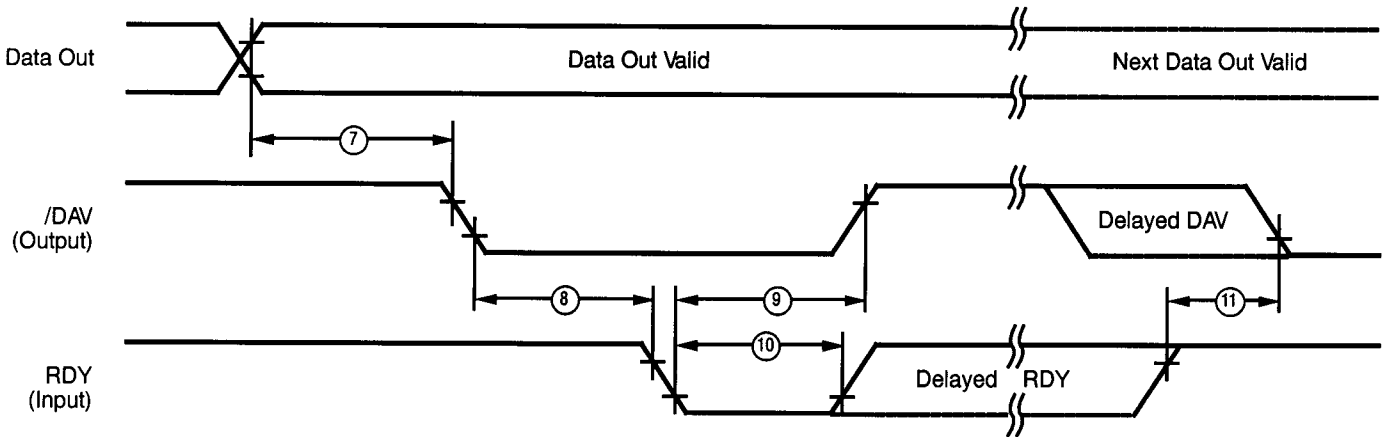 Data Out
Data Out Valid
Next Data Out Valid
7
/DAV
(Output)
Delayed DAV
8
9
11
10
RDY
(Input)
Delayed RDY